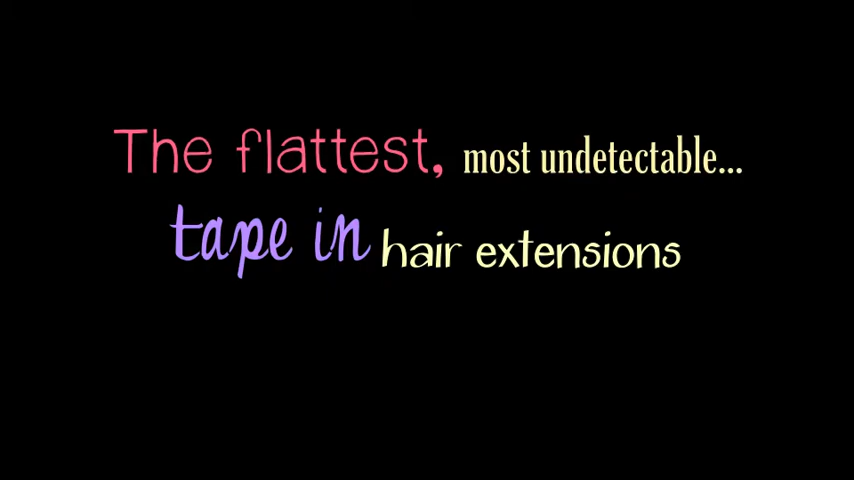 The flattest, most undetectable...
tape in hair extensions